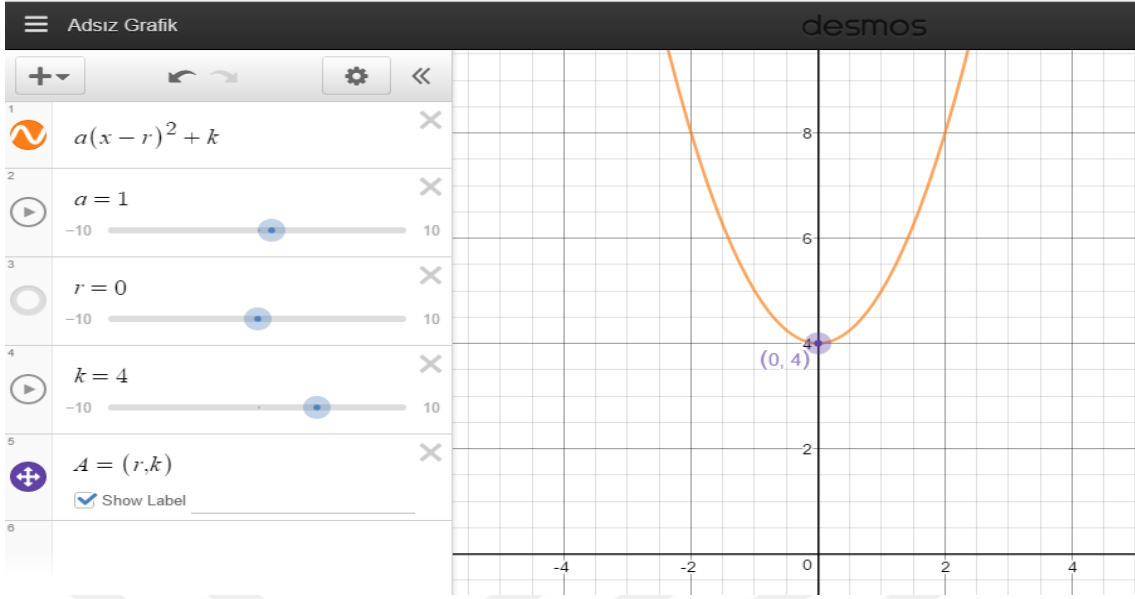 Adsız Grafik
desmos
1
a(x − r)² + k
2
a = 1
−10 10
3
r = 0
−10 10
4
k = 4
−10 10
5
A = (r,k)
Show Label
6
8
6
4
(0, 4)
2
-4 -2 0 2 4